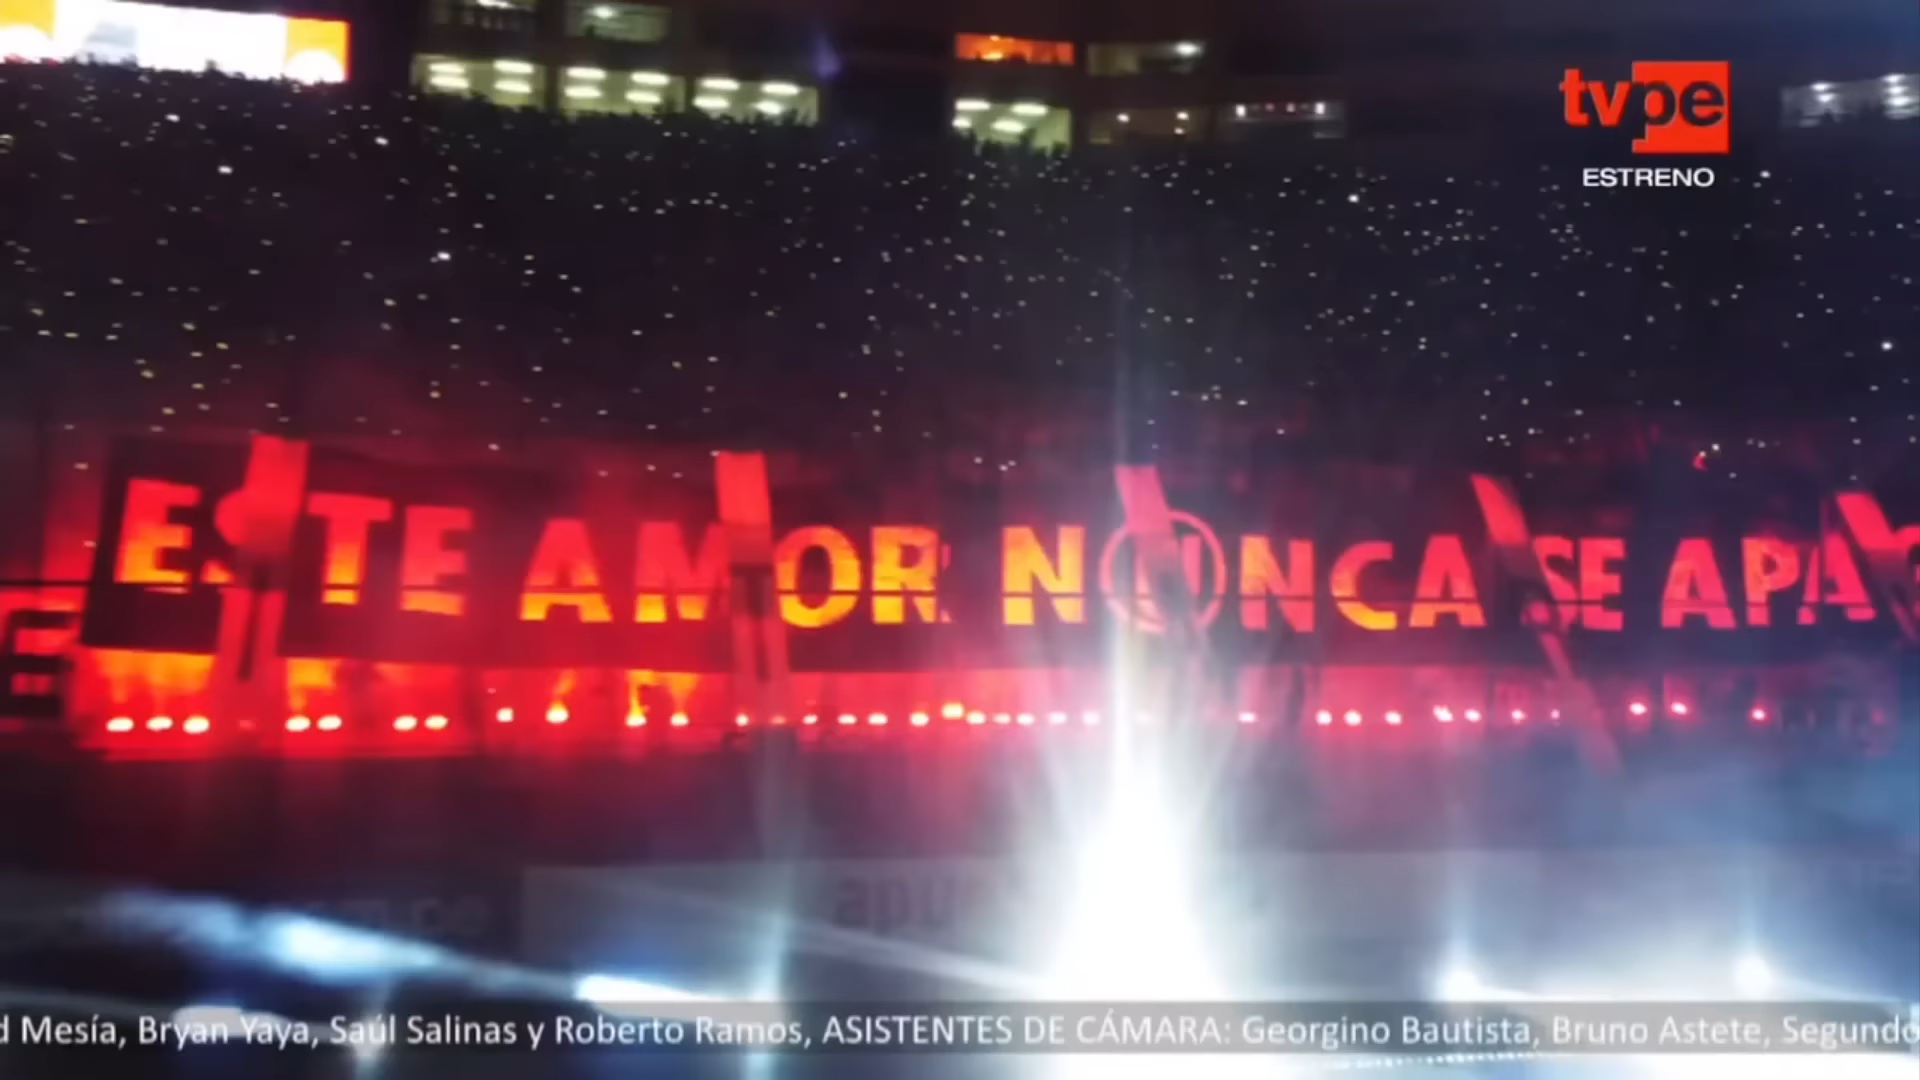 tvpe
ESTRENO
ESTE AMOR NUNCA SE APA
apu
d Mesía, Bryan Yaya, Saúl Salinas y Roberto Ramos, ASISTENTES DE CÁMARA: Georgino Bautista, Bruno Astete, Segundo